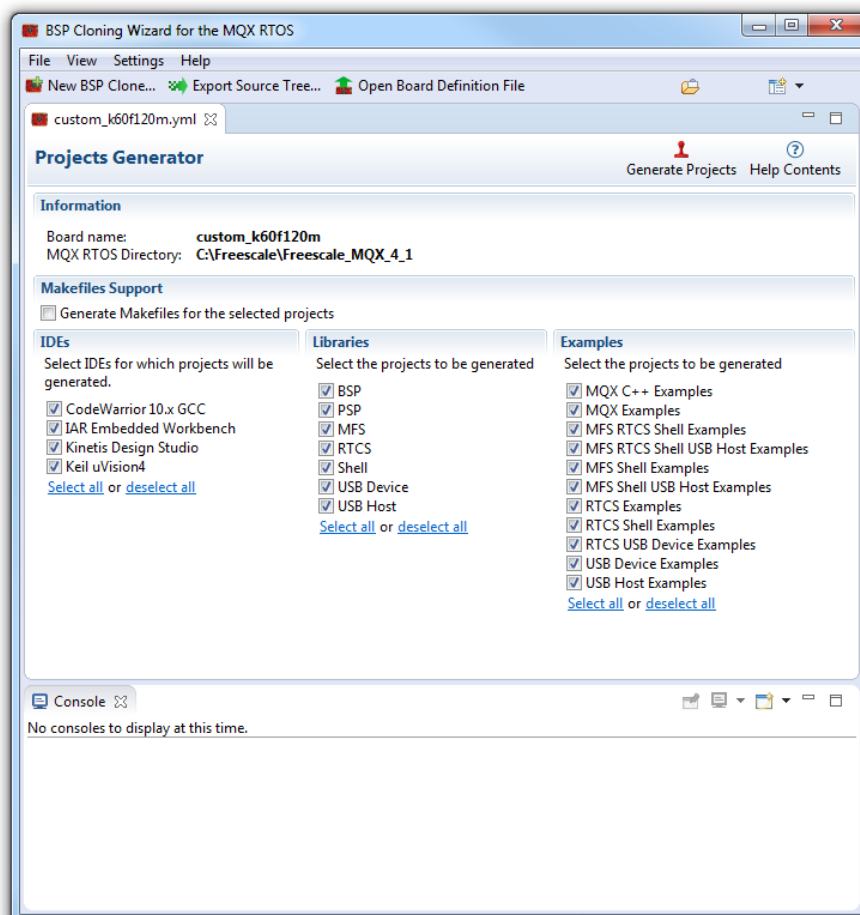 BSP Cloning Wizard for the MQX RTOS
File View Settings Help
New BSP Clone... Export Source Tree... Open Board Definition File
custom_k60f120m.yml
Projects Generator
Generate Projects Help Contents
Information
Board name: custom_k60f120m
MQX RTOS Directory: C:\Freescale\Freescale_MQX_4_1
Makefiles Support
Generate Makefiles for the selected projects
IDEs
Select IDEs for which projects will be
generated.
CodeWarrior 10.x GCC
IAR Embedded Workbench
Kinetis Design Studio
Keil uVision4
Select all or deselect all
Libraries
Select the projects to be generated
BSP
PSP
MFS
RTCS
Shell
USB Device
USB Host
Select all or deselect all
Examples
Select the projects to be generated
MQX C++ Examples
MQX Examples
MFS RTCS Shell Examples
MFS RTCS Shell USB Host Examples
MFS Shell Examples
MFS Shell USB Host Examples
RTCS Examples
RTCS Shell Examples
RTCS USB Device Examples
USB Device Examples
USB Host Examples
Select all or deselect all
Console
No consoles to display at this time.